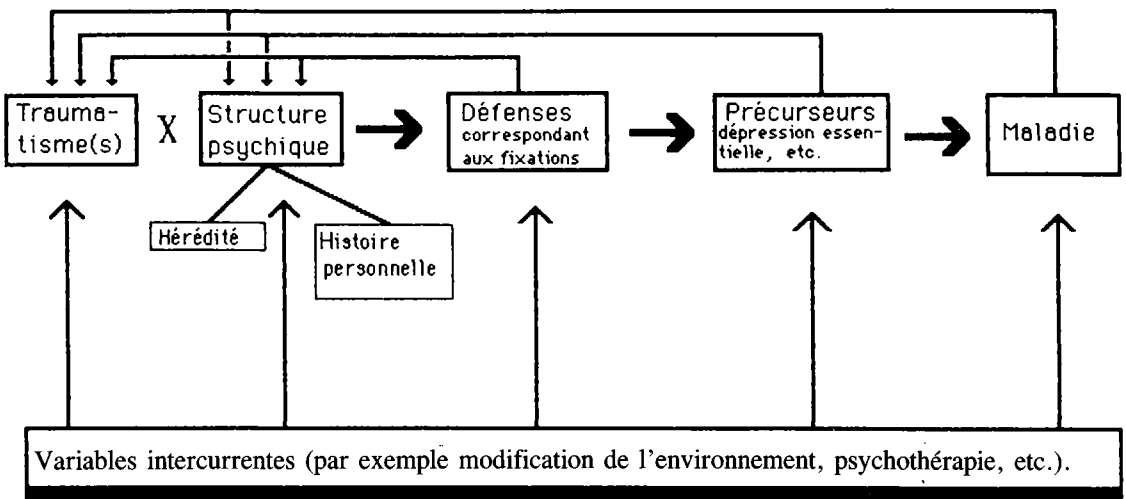 Trauma-
tisme(s)
X
Structure
psychique
Défenses
correspondant
aux fixations
Précurseurs
dépression essen-
tielle, etc.
Maladie
Hérédité
Histoire
personnelle
Variables intercurrentes (par exemple modification de l'environnement, psychothérapie, etc.).